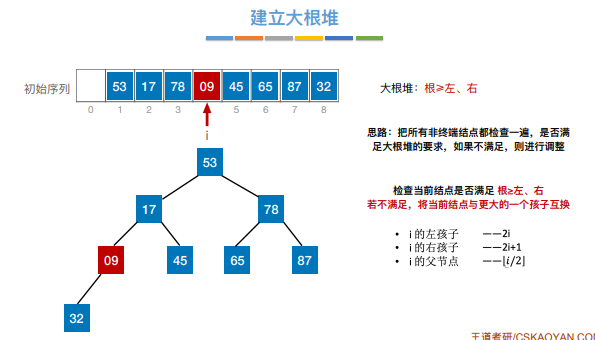 建立大根堆
初始序列 53 17 78 09 45 65 87 32
0 1 2 3 5 6 7 8
i
大根堆：根≥左、右
思路：把所有非终端结点都检查一遍，是否满
足大根堆的要求，如果不满足，则进行调整
检查当前结点是否满足 根≥左、右
若不满足，将当前结点与更大的一个孩子互换
• i 的左孩子 ——2i
• i 的右孩子 ——2i+1
• i 的父节点 ——⌊i/2⌋
53
17 78
09 45 65 87
32
王道考研/CSKAOYAN.COM